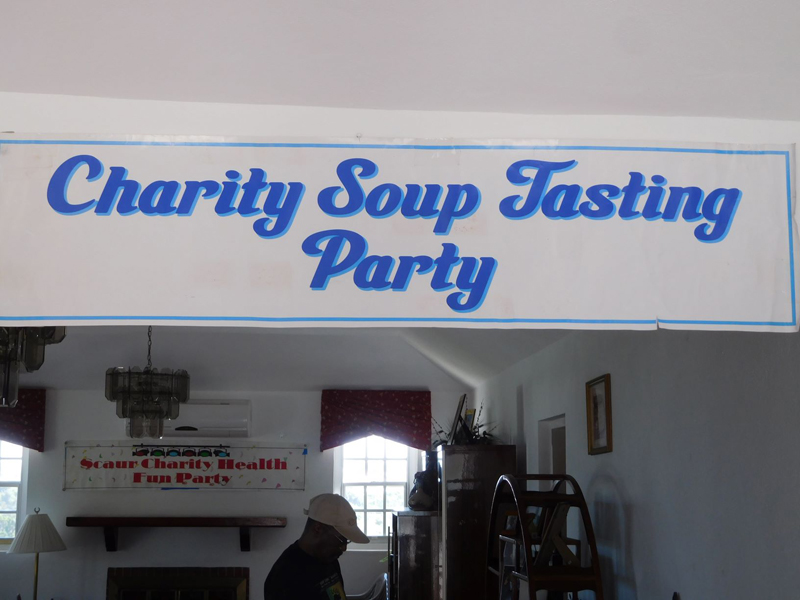 Charity Soup Tasting
Party
Scaur Charity Health
Fun Party